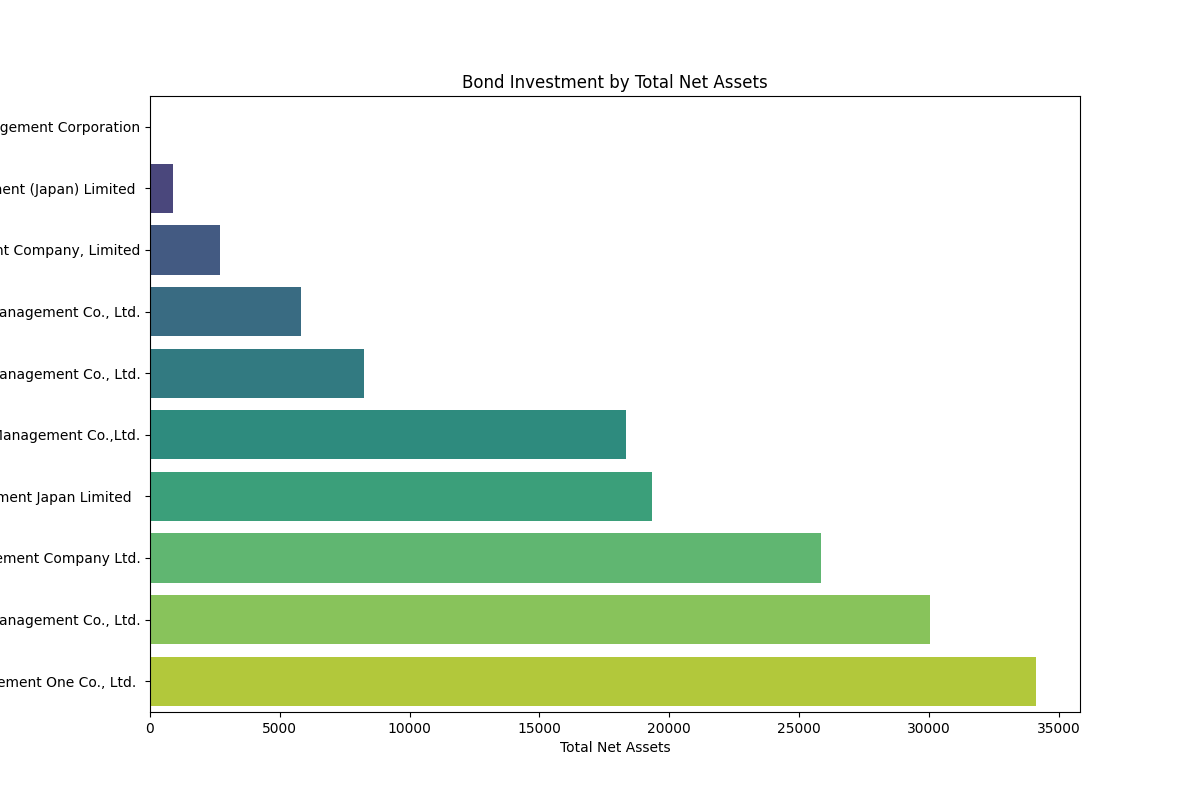 Bond Investment by Total Net Assets
gement Corporation
ent (Japan) Limited
nt Company, Limited
anagement Co., Ltd.
anagement Co., Ltd.
Management Co.,Ltd.
ment Japan Limited
ement Company Ltd.
anagement Co., Ltd.
ement One Co., Ltd.
0 5000 10000 15000 20000 25000 30000 35000
Total Net Assets